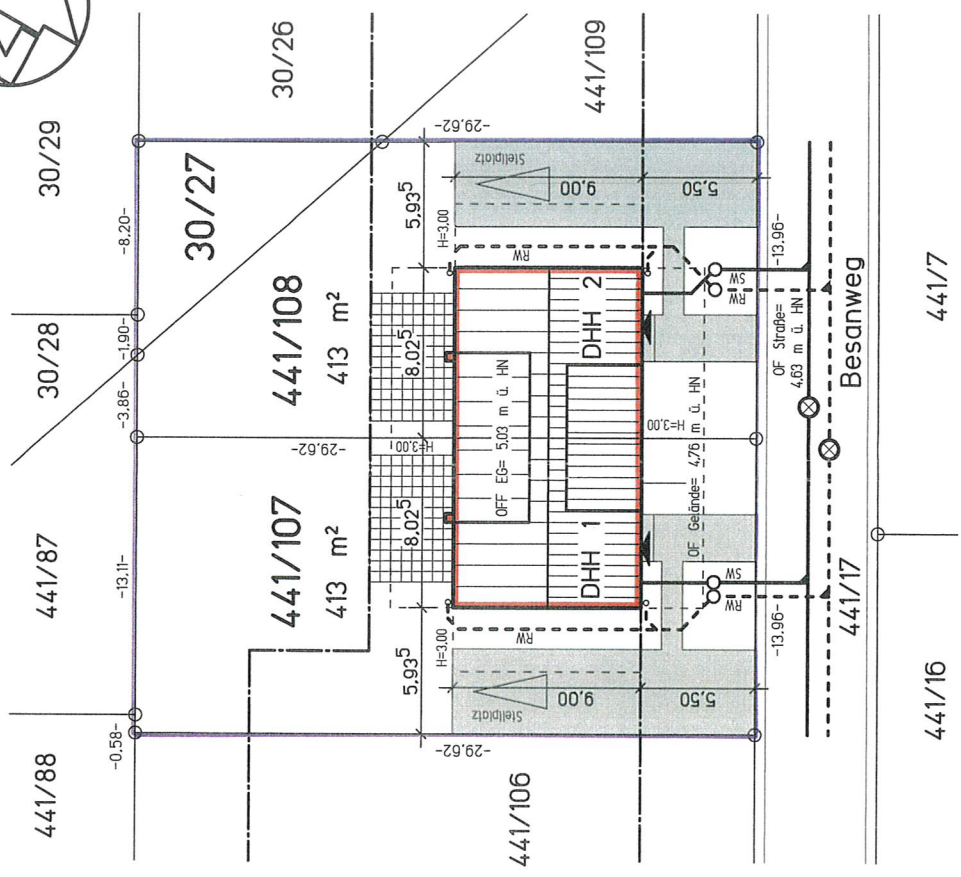 30/29
30/26
441/109
30/28
441/87
441/88
-8,20-
-1,90-
-3,86-
-13,11-
-0,58-
30/27
441/108
413 m²
441/107
413 m²
441/106
-29,62-
-29,62-
-29,62-
5,93⁵
8,02⁵
8,02⁵
5,93⁵
H=3,00
H=3,00
H=3,00
H=3,00
Stellplatz
9,00
5,50
Stellplatz
9,00
5,50
RW
RW
OFF EG= 5,03 m ü. HN
DHH 1
DHH 2
OF Gelände= 4,76 m ü. HN
SW
RW
SW
RW
-13,96-
-13,96-
OF Straße=
4,63 m ü. HN
Besanweg
441/17
441/7
441/16